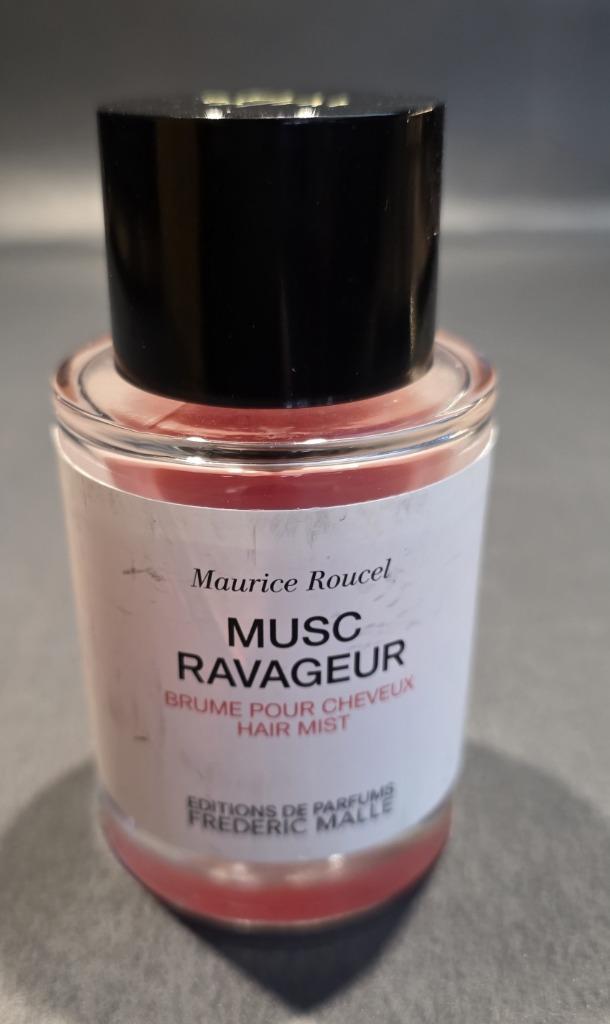 Maurice Roucel
MUSC
RAVAGEUR
BRUME POUR CHEVEUX
HAIR MIST
EDITIONS DE PARFUMS
FREDERIC MALLE